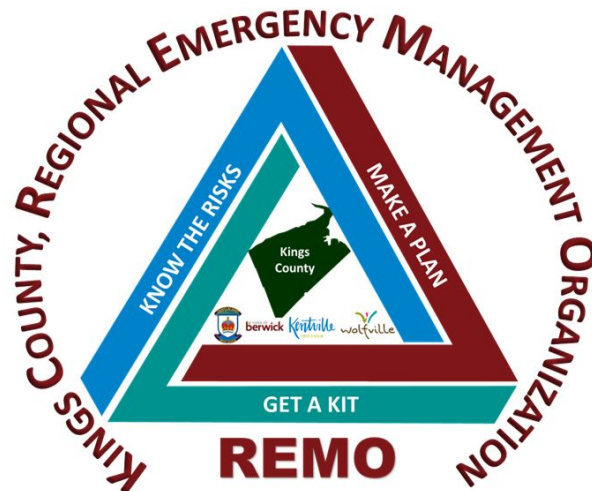 KINGS COUNTY, REGIONAL EMERGENCY MANAGEMENT ORGANIZATION
KNOW THE RISKS
MAKE A PLAN
Kings
County
berwick
Kentville
wolfville
GET A KIT
REMO